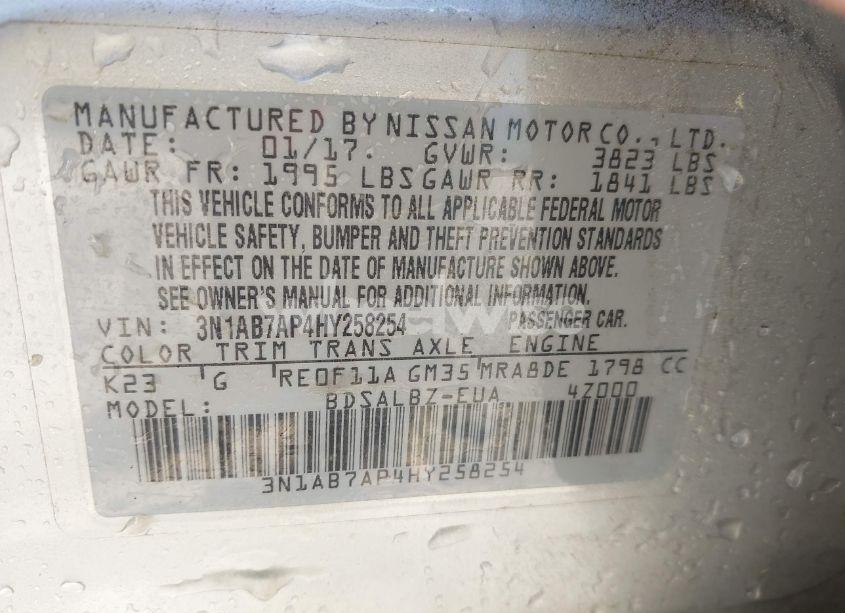 MANUFACTURED BY NISSAN MOTOR CO., LTD.
DATE: 01/17. GVWR: 3823 LBS
GAWR FR: 1995 LBS GAWR RR: 1841 LBS
THIS VEHICLE CONFORMS TO ALL APPLICABLE FEDERAL MOTOR
VEHICLE SAFETY, BUMPER AND THEFT PREVENTION STANDARDS
IN EFFECT ON THE DATE OF MANUFACTURE SHOWN ABOVE.
SEE OWNER'S MANUAL FOR ADDITIONAL INFORMATION.
VIN: 3N1AB7AP4HY258254 PASSENGER CAR.
COLOR TRIM TRANS AXLE ENGINE
K23 G RE0F11A GM35 MRA8DE 1798 CC
MODEL: BDSALBZ-EUA 4Z000
3N1AB7AP4HY258254